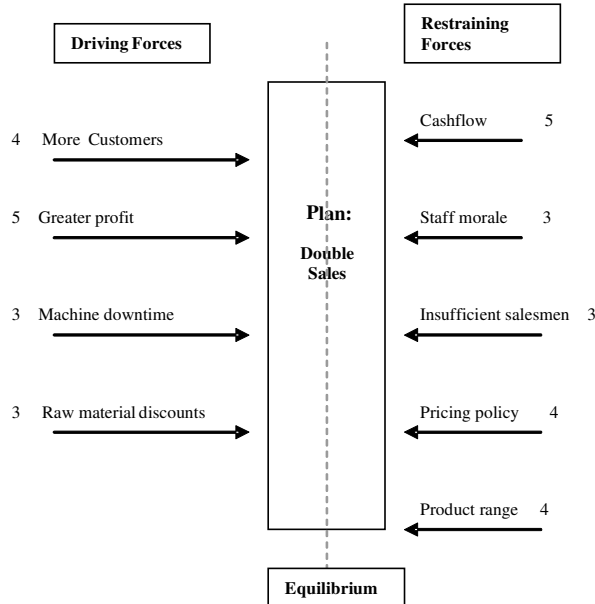 Driving Forces
Restraining
Forces
4 More Customers
Cashflow 5
5 Greater profit
Plan:
Double
Sales
Staff morale 3
3 Machine downtime
Insufficient salesmen 3
3 Raw material discounts
Pricing policy 4
Product range 4
Equilibrium